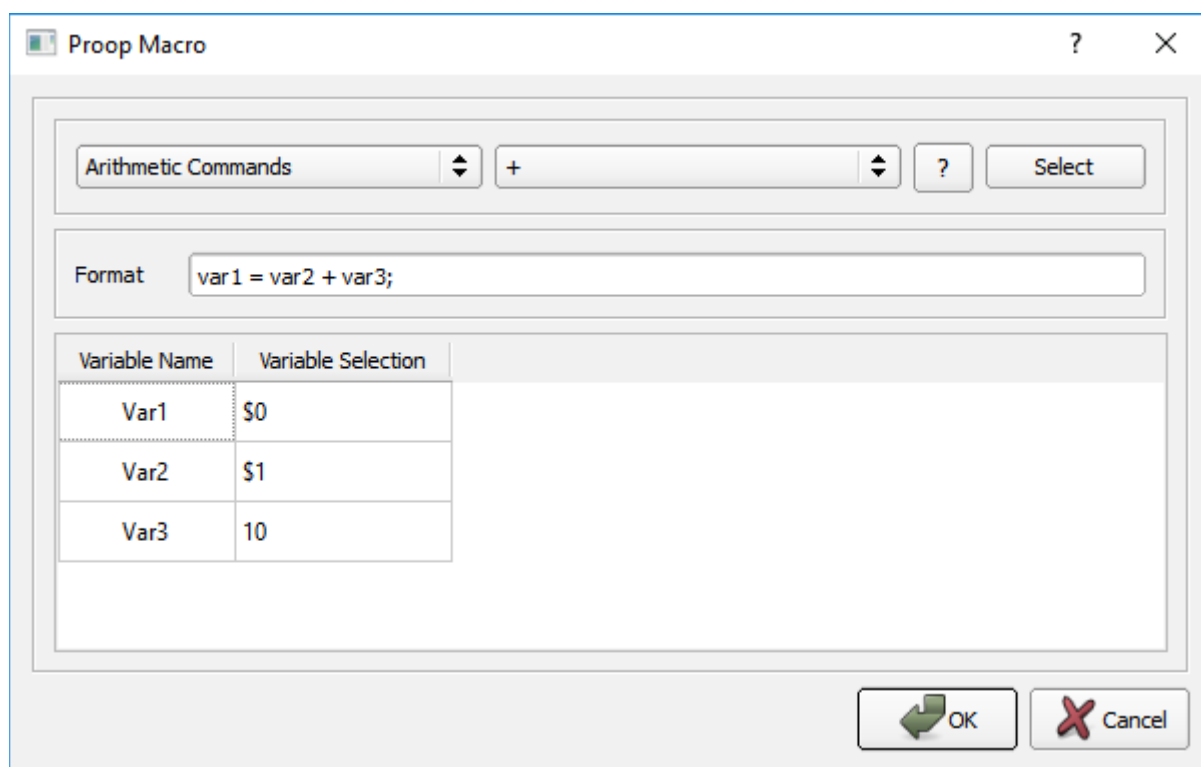 Proop Macro ?
Arithmetic Commands + ? Select
Format var1 = var2 + var3;
Variable Name Variable Selection
Var1 $0
Var2 $1
Var3 10
OK Cancel